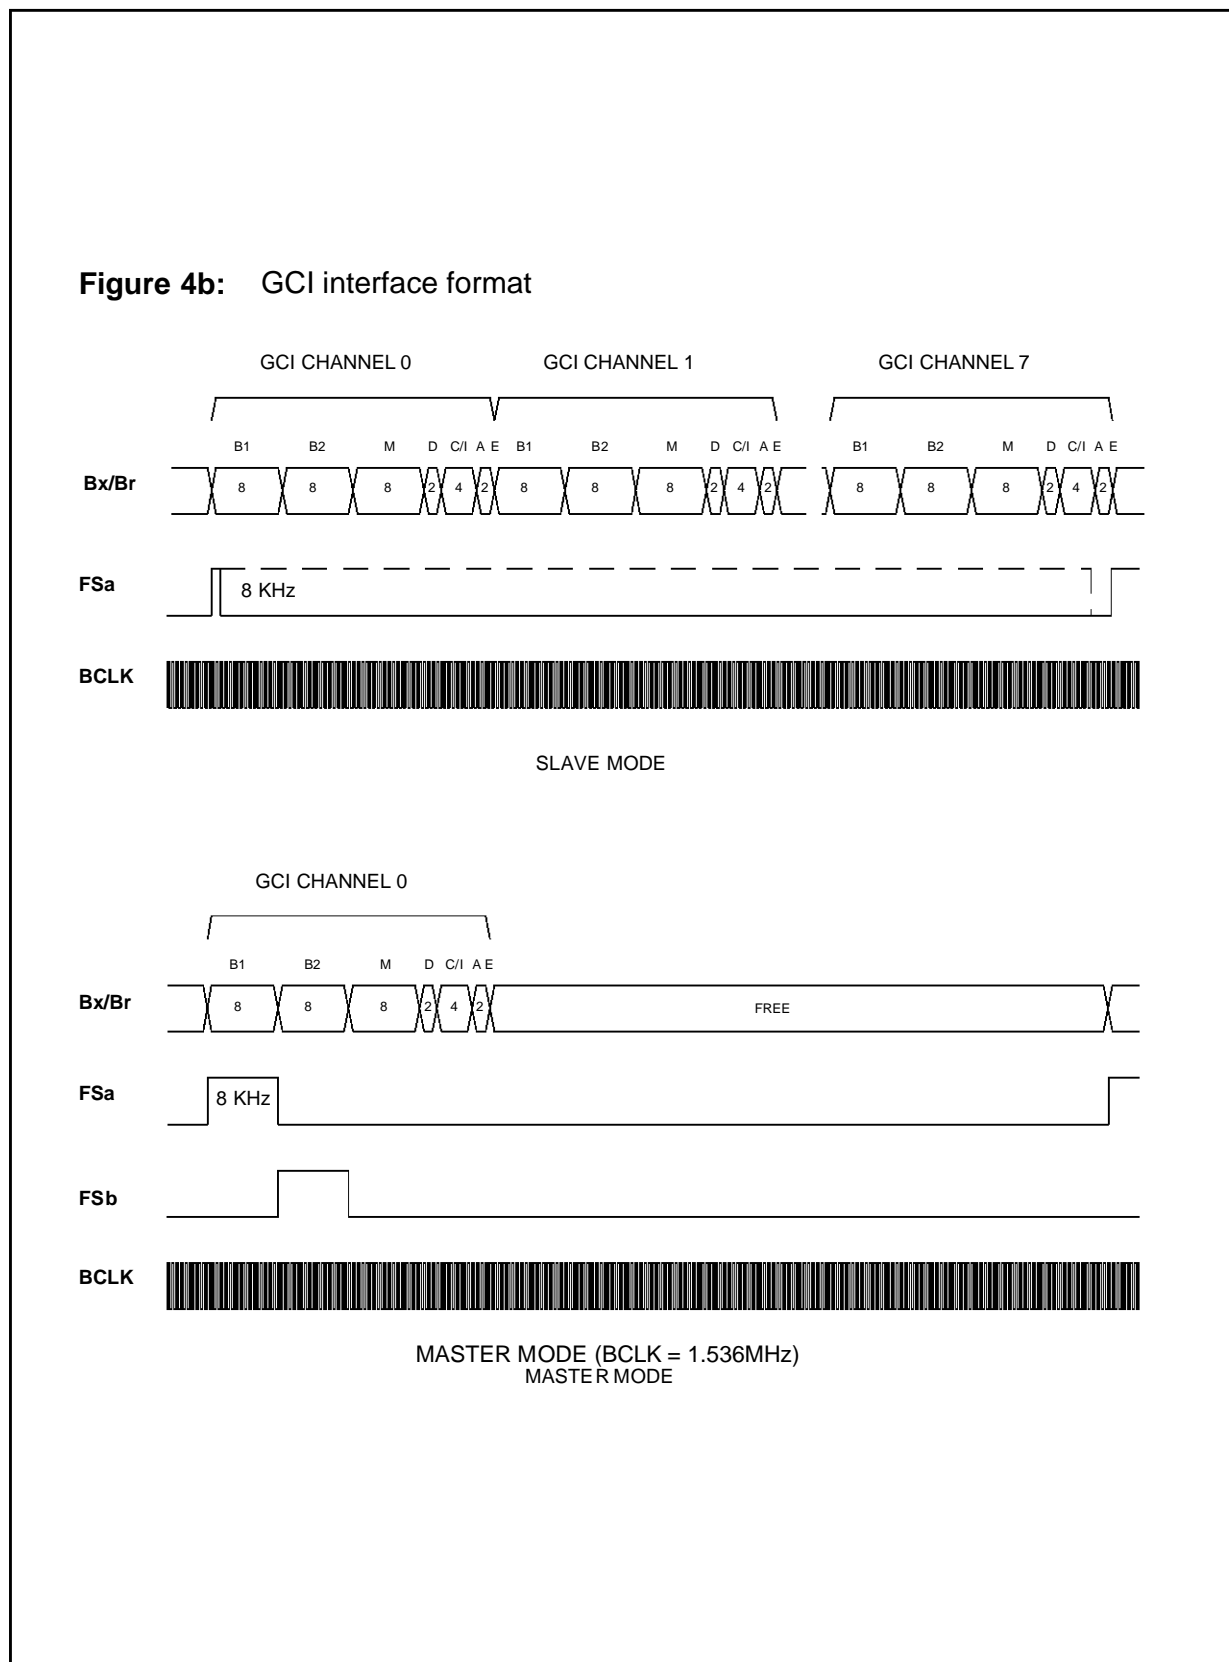 Figure 4b: GCI interface format
GCI CHANNEL 0 GCI CHANNEL 1 GCI CHANNEL 7
B1 B2 M D C/I A E B1 B2 M D C/I A E B1 B2 M D C/I A E
Bx/Br 8 8 8 2 4 2 8 8 8 2 4 2 8 8 8 2 4 2
FSa 8 KHz
BCLK
SLAVE MODE
GCI CHANNEL 0
B1 B2 M D C/I A E
Bx/Br 8 8 8 2 4 2 FREE
FSa 8 KHz
FSb
BCLK
MASTER MODE (BCLK = 1.536MHz)
MASTER MODE